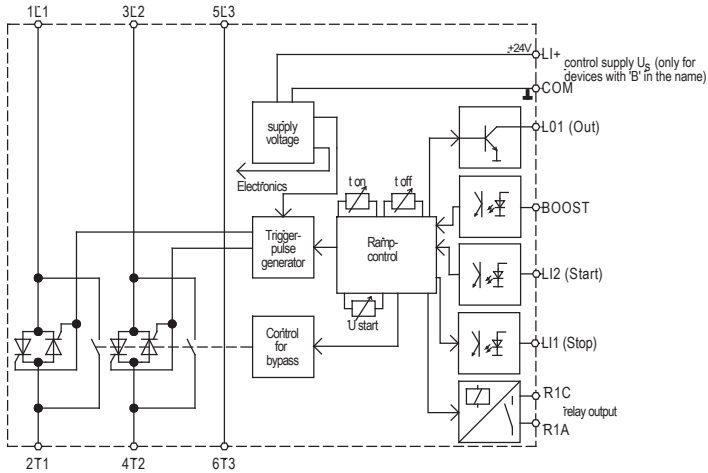 1L1
3L2
5L3
+24V
LI+
control supply US (only for
devices with 'B' in the name)
COM
supply
voltage
L01 (Out)
Electronics
t on
t off
BOOST
Trigger-
pulse
generator
Ramp-
control
LI2 (Start)
U start
Control
for
bypass
LI1 (Stop)
R1C
relay output
R1A
2T1
4T2
6T3